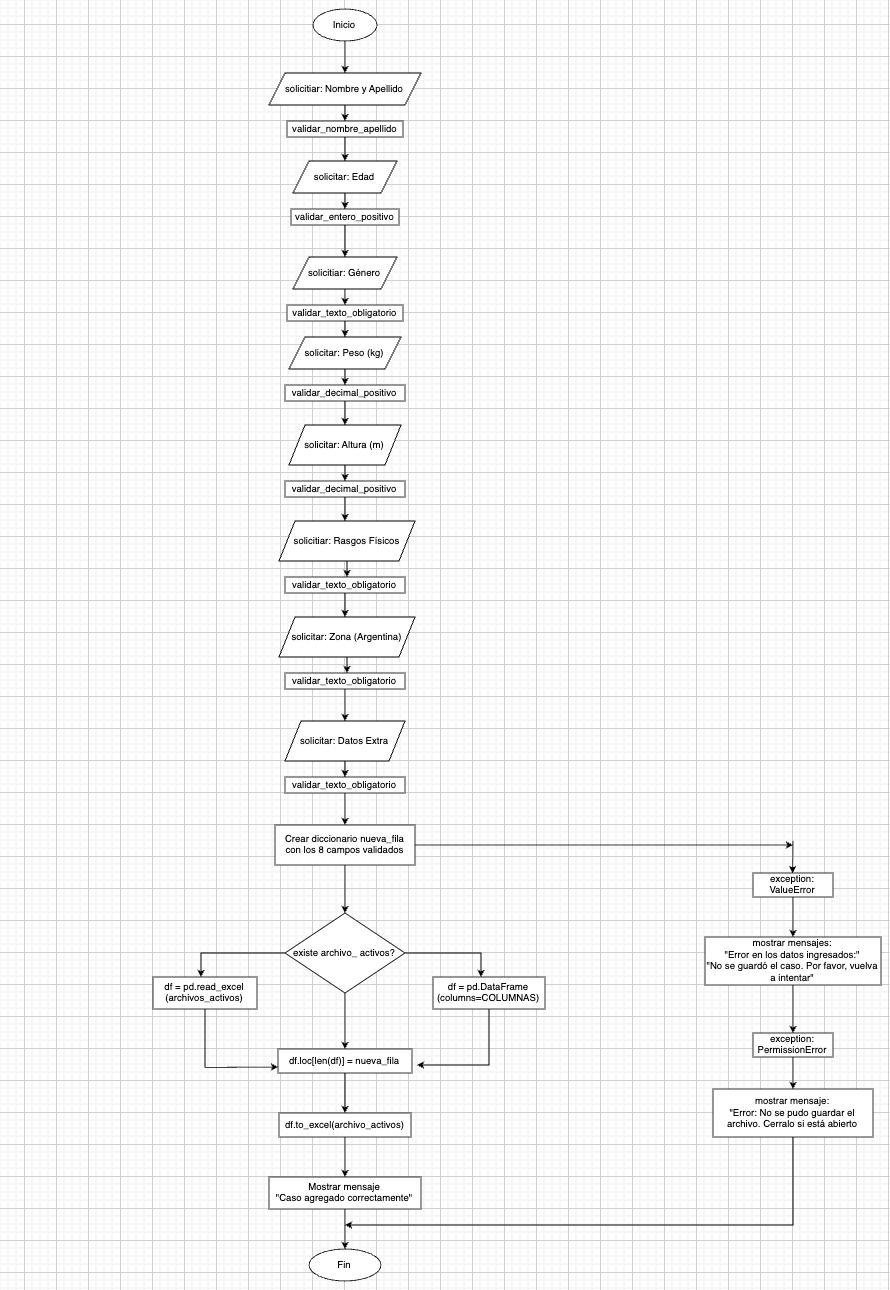 Inicio
solicitiar: Nombre y Apellido
validar_nombre_apellido
solicitar: Edad
validar_entero_positivo
solicitiar: Género
validar_texto_obligatorio
solicitar: Peso (kg)
validar_decimal_positivo
solicitar: Altura (m)
validar_decimal_positivo
solicitiar: Rasgos Físicos
validar_texto_obligatorio
solicitar: Zona (Argentina)
validar_texto_obligatorio
solicitar: Datos Extra
validar_texto_obligatorio
Crear diccionario nueva_fila
con los 8 campos validados
exception:
ValueError
existe archivo_ activos?
mostrar mensajes:
"Error en los datos ingresados:"
"No se guardó el caso. Por favor, vuelva
a intentar"
df = pd.read_excel
(archivos_activos)
df = pd.DataFrame
(columns=COLUMNAS)
exception:
PermissionError
df.loc[len(df)] = nueva_fila
mostrar mensaje:
"Error: No se pudo guardar el
archivo. Cerralo si está abierto
df.to_excel(archivo_activos)
Mostrar mensaje
"Caso agregado correctamente"
Fin